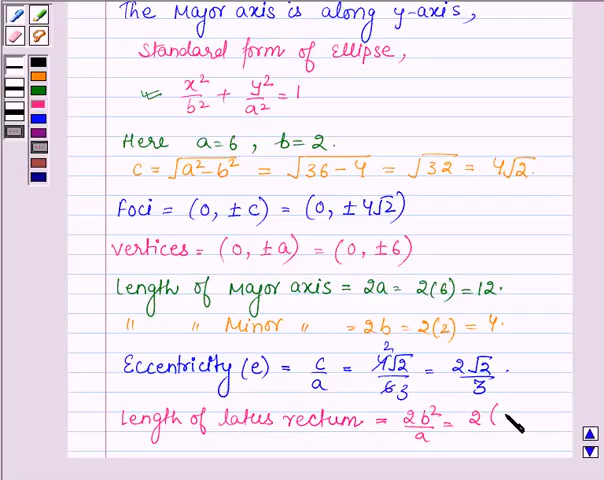 The Major axis is along y-axis,
Standard form of Ellipse,
x²/b² + y²/a² = 1
Here a=6, b=2.
c = √(a²-b²) = √(36-4) = √32 = 4√2.
Foci = (0, ±c) = (0, ±4√2)
Vertices = (0, ±a) = (0, ±6)
Length of Major axis = 2a = 2(6) = 12.
" " Minor " = 2b = 2(2) = 4.
Eccentricity (e) = c/a = 4√2/6 2 3 = 2√2/3.
Length of latus rectum = 2b²/a = 2(